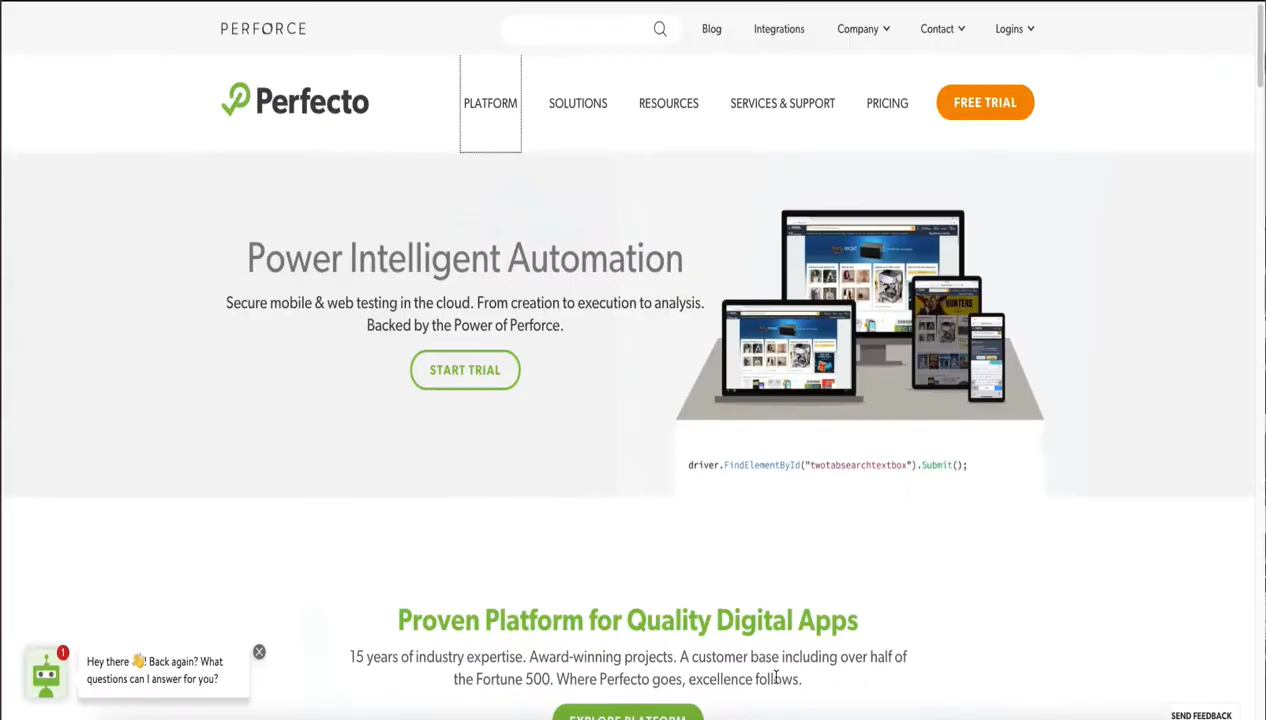 PERFORCE
Blog
Integrations
Company
Contact
Logins
Perfecto
PLATFORM
SOLUTIONS
RESOURCES
SERVICES & SUPPORT
PRICING
FREE TRIAL
Power Intelligent Automation
Secure mobile & web testing in the cloud. From creation to execution to analysis.
Backed by the Power of Perforce.
START TRIAL
HUNTERS
driver.FindElementById("twotabsearchtextbox").Submit();
Proven Platform for Quality Digital Apps
15 years of industry expertise. Award-winning projects. A customer base including over half of
the Fortune 500. Where Perfecto goes, excellence follows.
EXPLORE PLATFORM
1
Hey there 👋! Back again? What
questions can I answer for you?
SEND FEEDBACK